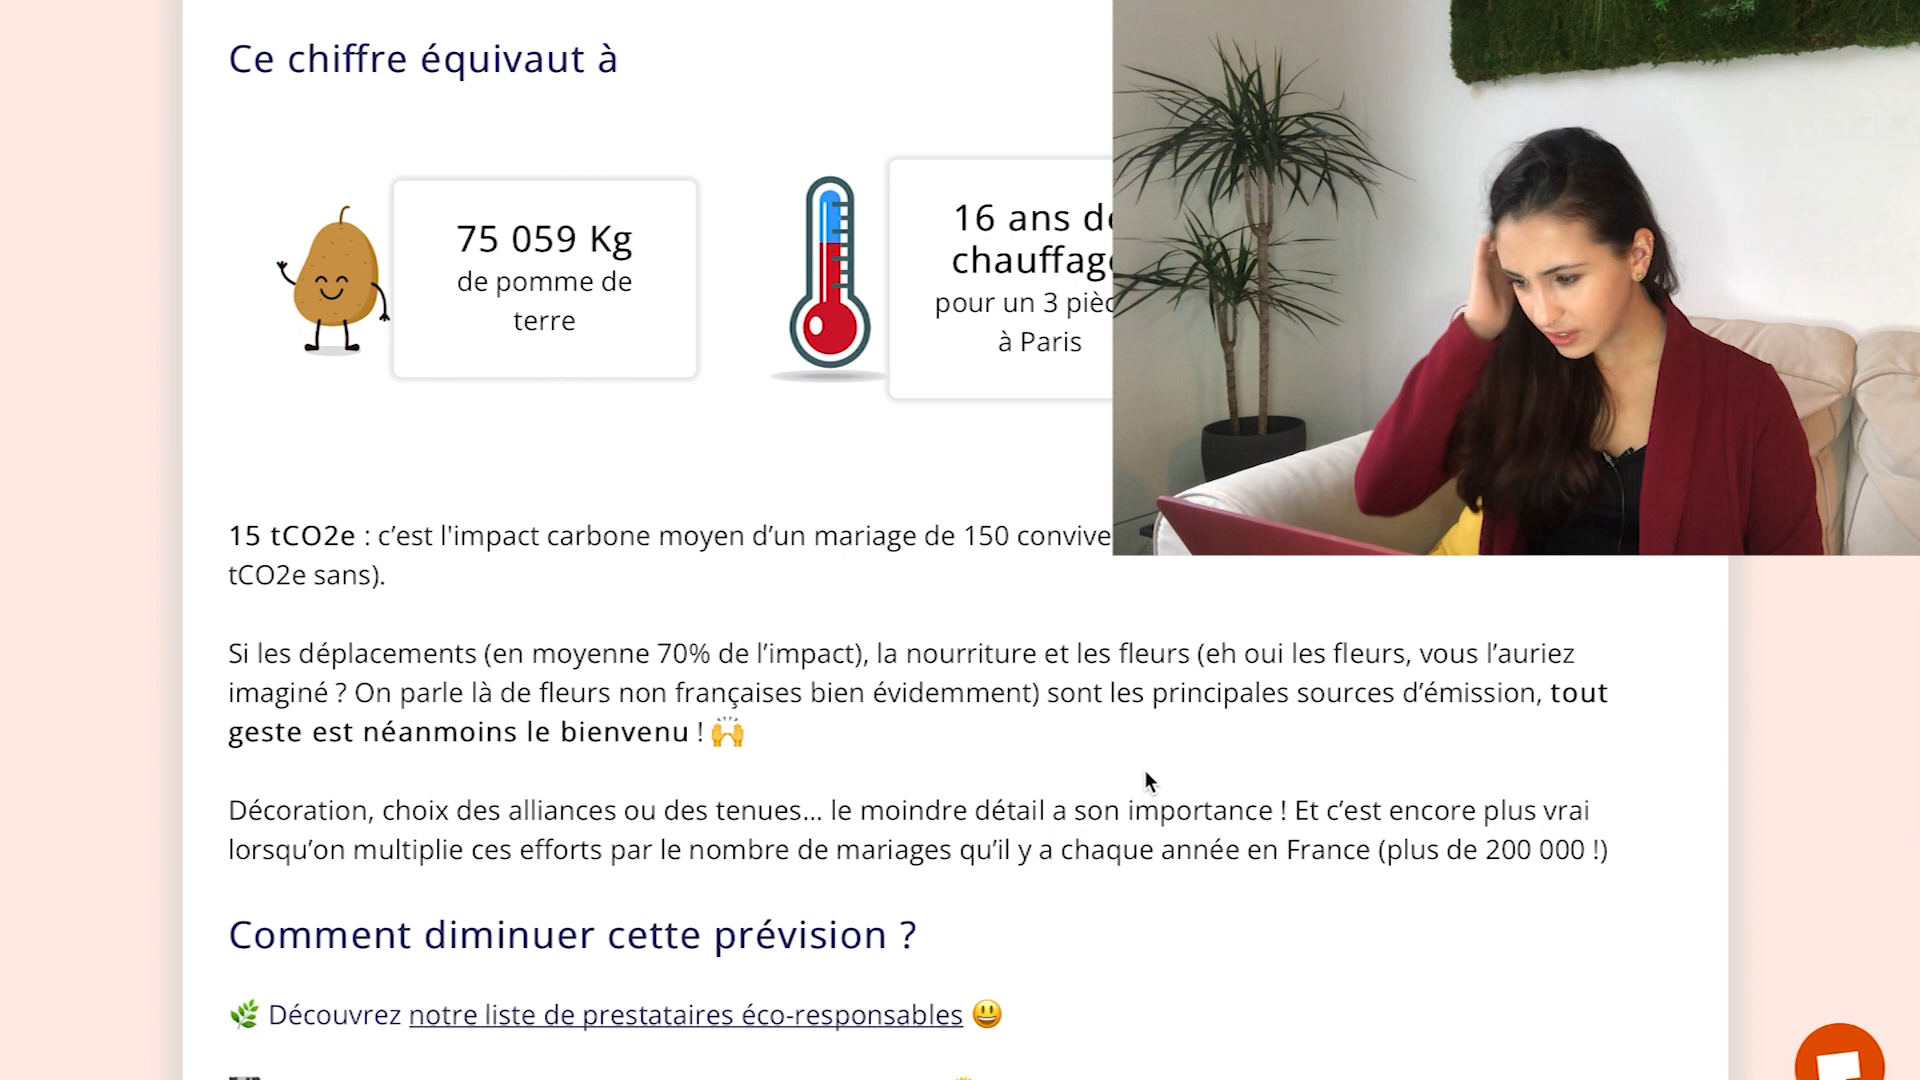 Ce chiffre équivaut à
75 059 Kg
de pomme de
terre
16 ans de
chauffage
pour un 3
à Paris
15 tCO2e : c’est l'impact carbone moyen d’un mariage de 150
tCO2e sans).
Si les déplacements (en moyenne 70% de l’impact), la nourriture et les fleurs (eh oui les fleurs, vous l’auriez
imaginé ? On parle là de fleurs non françaises bien évidemment) sont les principales sources d’émission, tout
geste est néanmoins le bienvenu ! 🙌
Décoration, choix des alliances ou des tenues... le moindre détail a son importance ! Et c’est encore plus vrai
lorsqu’on multiplie ces efforts par le nombre de mariages qu’il y a chaque année en France (plus de 200 000 !)
Comment diminuer cette prévision ?
🌿 Découvrez notre liste de prestataires éco-responsables 😃